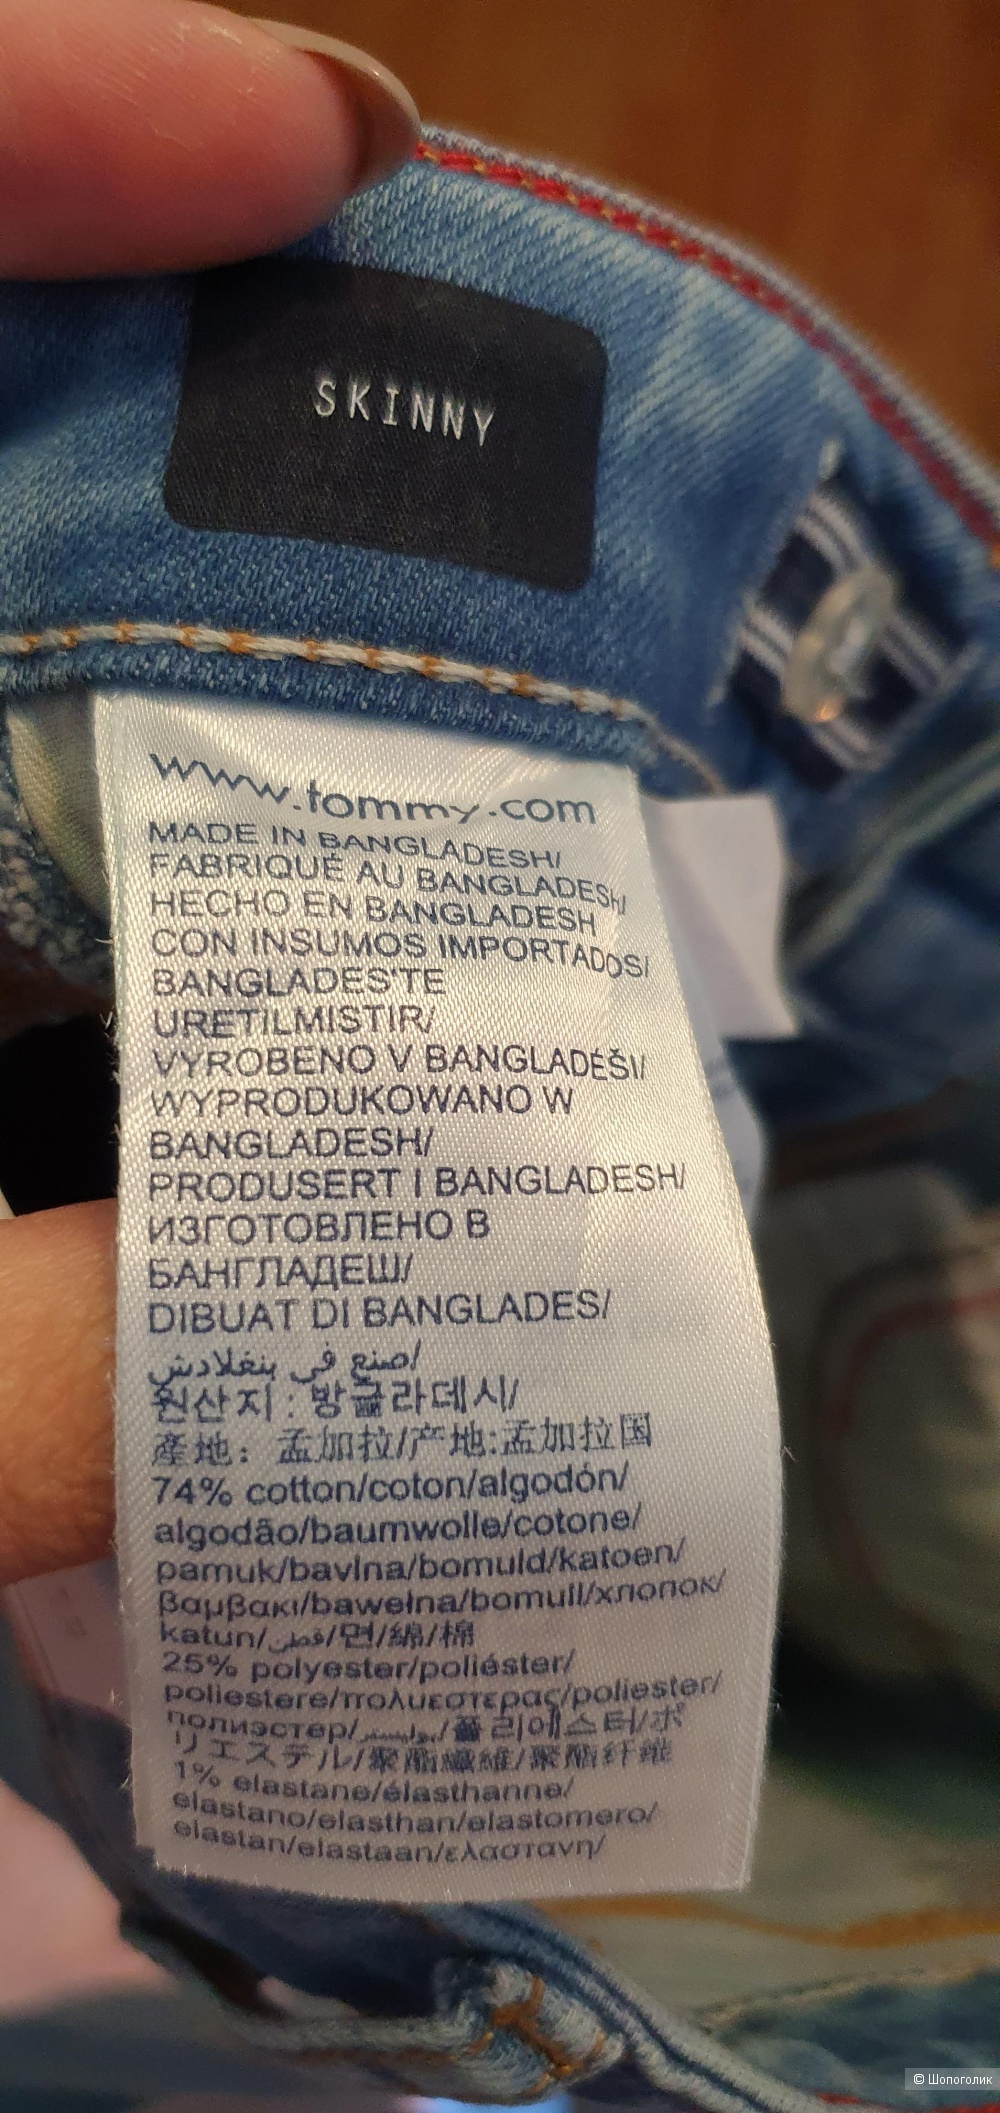 SKINNY
www.tommy.com
MADE IN BANGLADESH/
FABRIQUÉ AU BANGLADESH/
HECHO EN BANGLADESH
CON INSUMOS IMPORTADOS/
BANGLADES'TE
URETILMISTIR/
VYROBENO V BANGLADÉŠI/
WYPRODUKOWANO W
BANGLADESH/
PRODUSERT I BANGLADESH/
ИЗГОТОВЛЕНО В
БАНГЛАДЕШ/
DIBUAT DI BANGLADES/
صنع في بنغلادش/
원산지 : 방글라데시/
產地: 孟加拉/产地:孟加拉国
74% cotton/coton/algodón/
algodão/baumwolle/cotone/
pamuk/bavlna/bomuld/katoen/
βαμβακι/bawełna/bomull/хлопок/
katun/قطن/면/綿/棉
25% polyester/poliéster/
poliestere/πολυεστερας/poliester/
полиэстер/بوليستر/폴리에스터/ポ
リエステル/聚酯纖維/聚酯纤维
1% elastane/élasthanne/
elastano/elasthan/elastomero/
elastan/elastaan/ελαστανη/
© Шопоголик